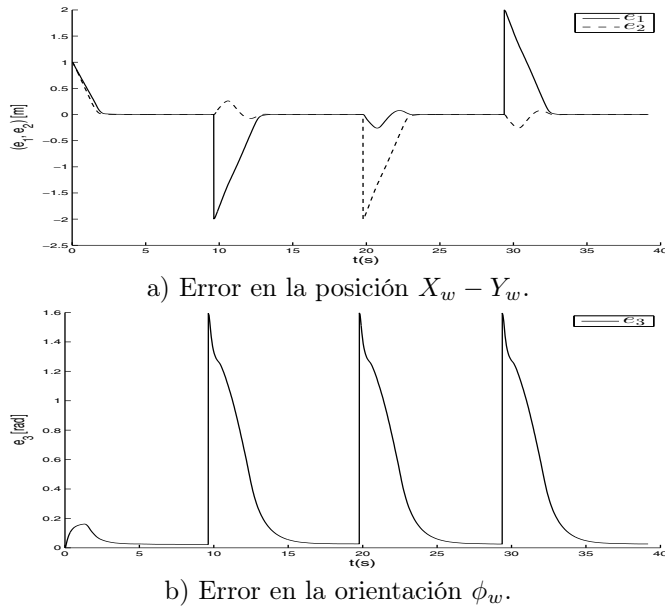 2
1.5
1
0.5
0
−0.5
−1
−1.5
−2
−2.5
(e1, e2) [m]
e1
e2
0 5 10 15 20 25 30 35 40
t(s)
a) Error en la posición Xw − Yw.
1.6
1.4
1.2
1
0.8
0.6
0.4
0.2
0
e3 [rad]
e3
0 5 10 15 20 25 30 35 40
t(s)
b) Error en la orientación ϕw.